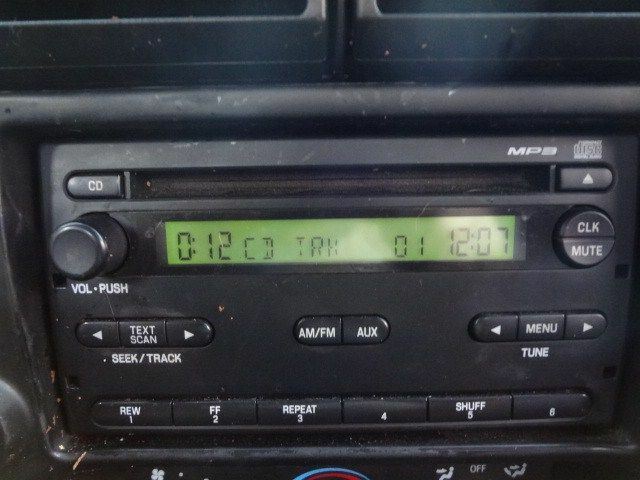 MP3 disc
CD
0:12 CD TRK 01 12:07
CLK
MUTE
VOL•PUSH
TEXT
SCAN
AM/FM
AUX
MENU
• SEEK/TRACK
TUNE
REW
1
FF
2
REPEAT
3
4
SHUFF
5
6
OFF